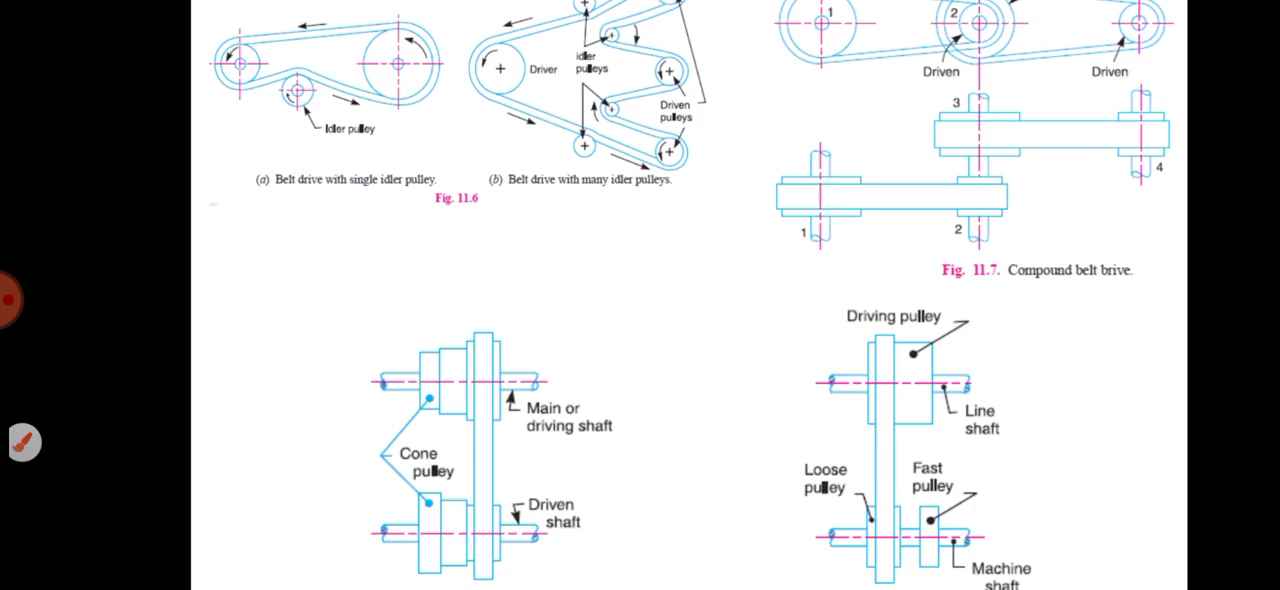 1
2
Driver
idler
pulleys
Driven
pulleys
Driven
Driven
Idler pulley
3
4
1
2
(a) Belt drive with single idler pulley.
(b) Belt drive with many idler pulleys.
Fig. 11.6
Fig. 11.7. Compound belt brive.
Main or
driving shaft
Cone
pulley
Driven
shaft
Driving pulley
Line
shaft
Loose
pulley
Fast
pulley
Machine
shaft